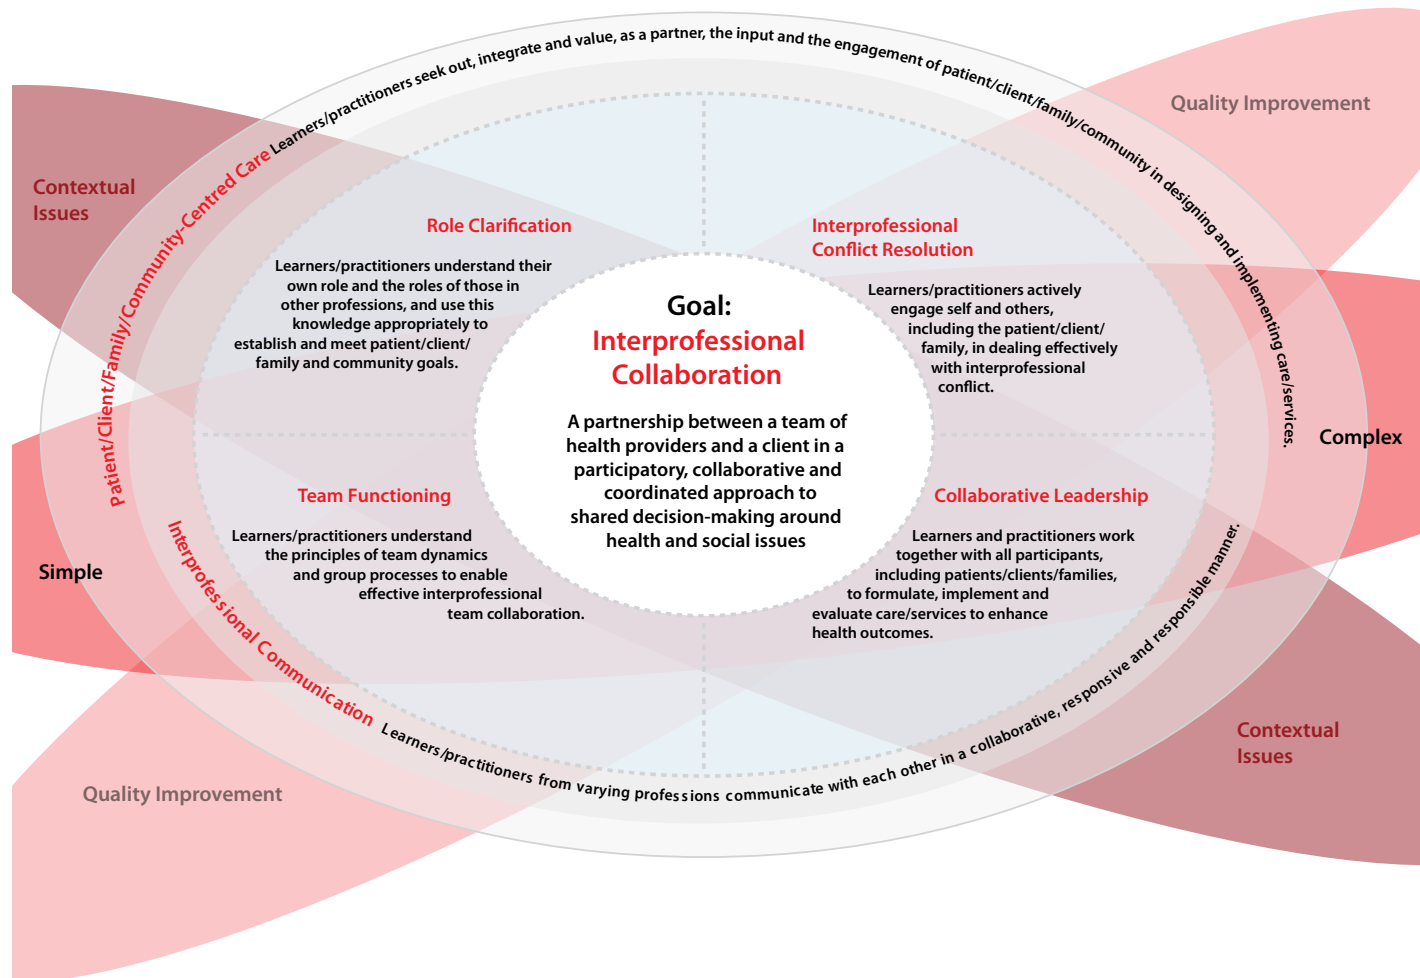 Patient/Client/Family/Community-Centred Care Learners/practitioners seek out, integrate and value, as a partner, the input and the engagement of patient/client/family/community in designing and implementing care/services.
Quality Improvement
Contextual
Issues
Role Clarification
Learners/practitioners understand their
own role and the roles of those in
other professions, and use this
knowledge appropriately to
establish and meet patient/client/
family and community goals.
Interprofessional
Conflict Resolution
Learners/practitioners actively
engage self and others,
including the patient/client/
family, in dealing effectively
with interprofessional
conflict.
Goal:
Interprofessional
Collaboration
A partnership between a team of
health providers and a client in a
participatory, collaborative and
coordinated approach to
shared decision-making around
health and social issues
Complex
Simple
Team Functioning
Learners/practitioners understand
the principles of team dynamics
and group processes to enable
effective interprofessional
team collaboration.
Collaborative Leadership
Learners and practitioners work
together with all participants,
including patients/clients/families,
to formulate, implement and
evaluate care/services to enhance
health outcomes.
Interprofessional Communication Learners/practitioners from varying professions communicate with each other in a collaborative, responsive and responsible manner.
Contextual
Issues
Quality Improvement